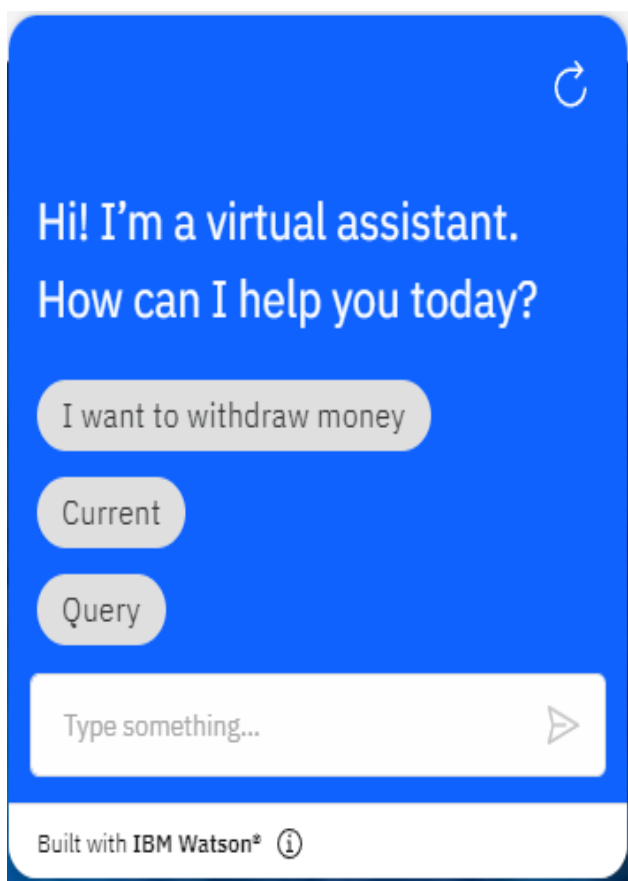 Hi! I’m a virtual assistant.
How can I help you today?
I want to withdraw money
Current
Query
Type something...
Built with IBM Watson®